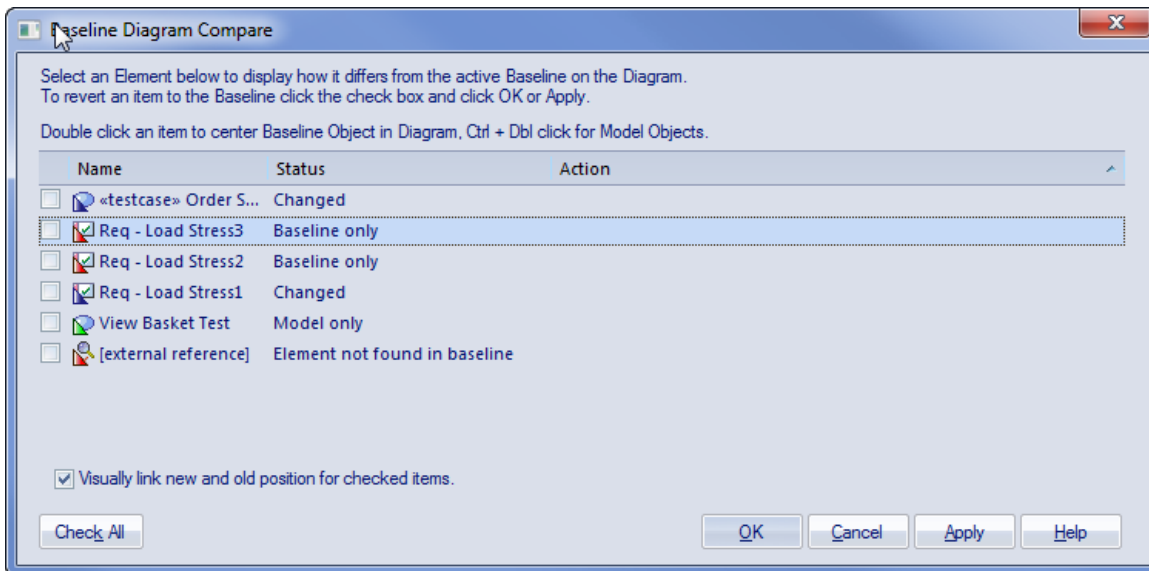 Baseline Diagram Compare
Select an Element below to display how it differs from the active Baseline on the Diagram.
To revert an item to the Baseline click the check box and click OK or Apply.
Double click an item to center Baseline Object in Diagram, Ctrl + Dbl click for Model Objects.
Name Status Action
«testcase» Order S... Changed
Req - Load Stress3 Baseline only
Req - Load Stress2 Baseline only
Req - Load Stress1 Changed
View Basket Test Model only
[external reference] Element not found in baseline
Visually link new and old position for checked items.
Check All OK Cancel Apply Help